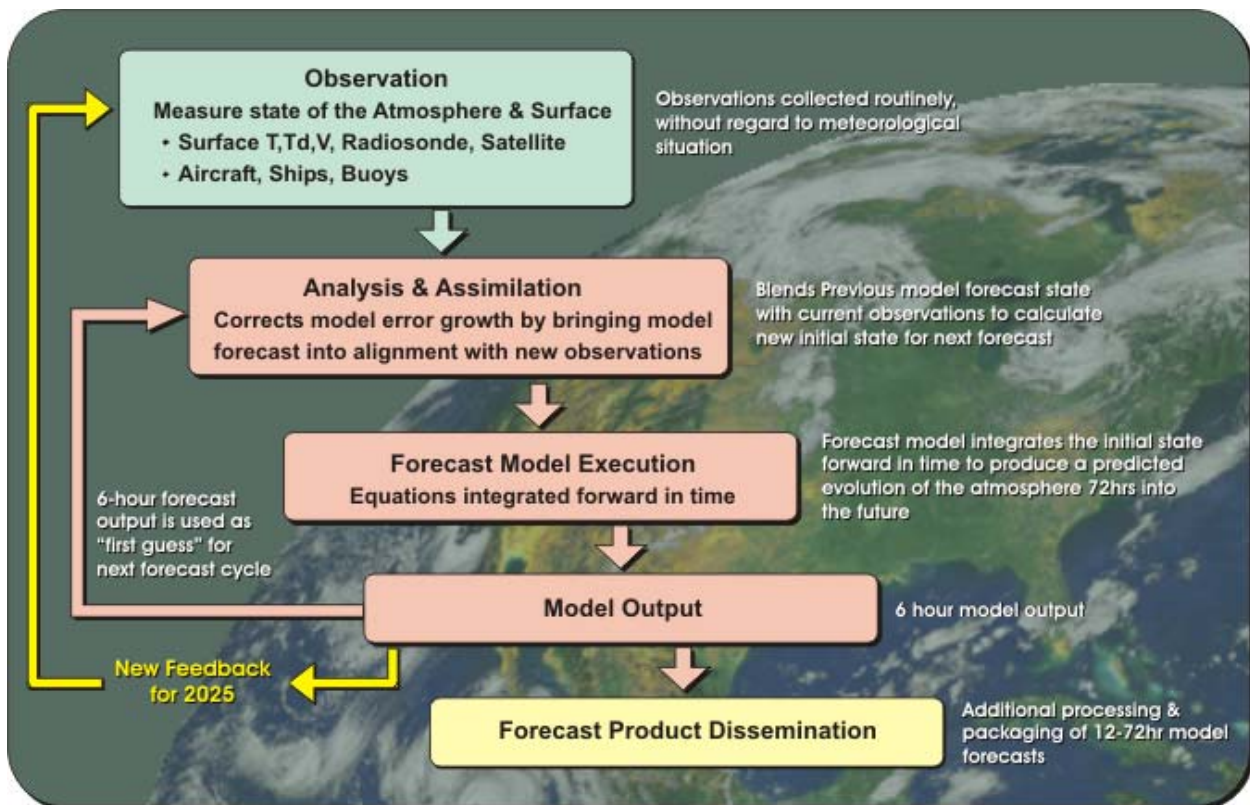 Observation
Measure state of the Atmosphere & Surface
• Surface T,Td,V, Radiosonde, Satellite
• Aircraft, Ships, Buoys
Observations collected routinely,
without regard to meteorological
situation
Analysis & Assimilation
Corrects model error growth by bringing model
forecast into alignment with new observations
Blends Previous model forecast state
with current observations to calculate
new initial state for next forecast
Forecast Model Execution
Equations integrated forward in time
Forecast model integrates the initial state
forward in time to produce a predicted
evolution of the atmosphere 72hrs into
the future
6-hour forecast
output is used as
“first guess” for
next forecast cycle
Model Output
6 hour model output
New Feedback
for 2025
Forecast Product Dissemination
Additional processing &
packaging of 12-72hr model
forecasts